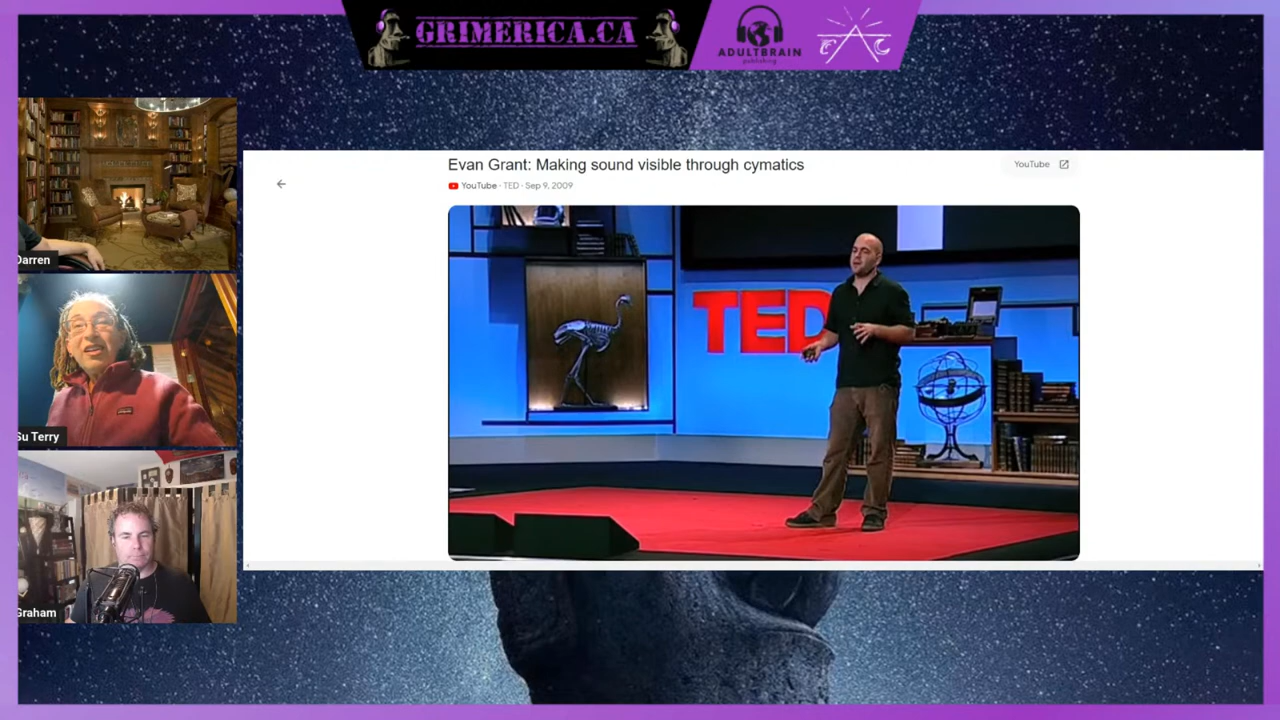 GRIMERICA.CA
ADULTBRAIN
publishing
Evan Grant: Making sound visible through cymatics
YouTube
YouTube · TED · Sep 9, 2009
TED
Darren
Su Terry
Graham